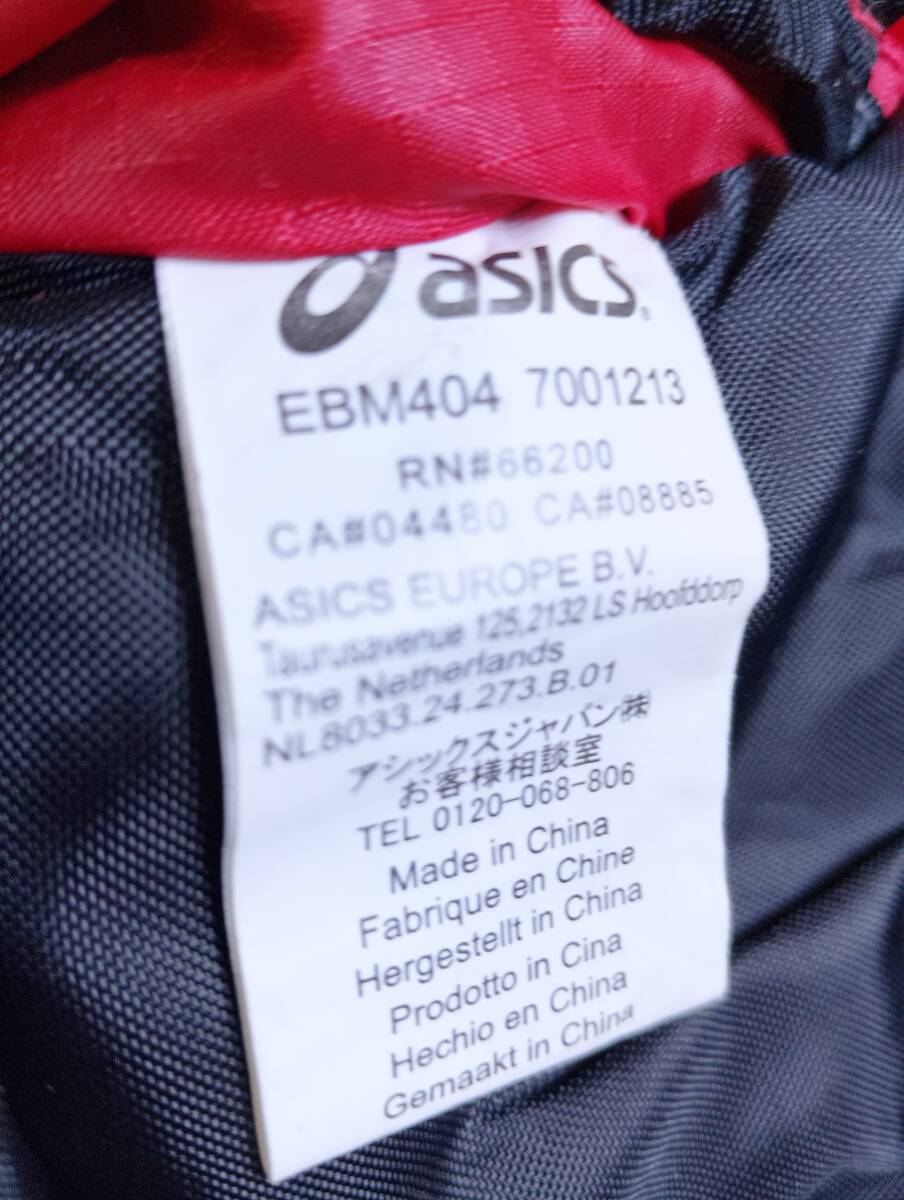 asics
EBM404 7001213
RN#66200
CA#04480 CA#08885
ASICS EUROPE B.V.
Taurusavenue 125,2132 LS Hoofddorp
The Netherlands
NL8033.24.273.B.01
アシックスジャパン㈱
お客様相談室
TEL 0120-068-806
Made in China
Fabrique en Chine
Hergestellt in China
Prodotto in Cina
Hechio en China
Gemaakt in China